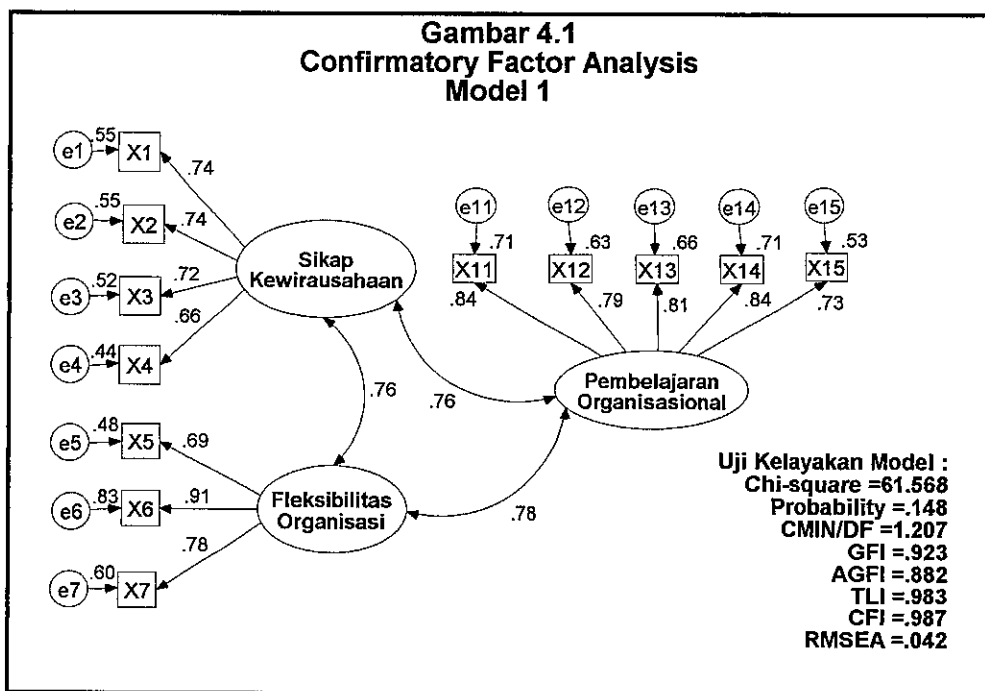 Gambar 4.1
Confirmatory Factor Analysis
Model 1
e1 .55 X1 .74
e2 .55 X2 .74
e3 .52 X3 .72
e4 .44 X4 .66
Sikap
Kewirausahaan
e11 e12 e13 e14 e15
.71 .63 .66 .71 .53
X11 X12 X13 X14 X15
.84 .79 .81 .84 .73
Pembelajaran
Organisasional
.76 .76
e5 .48 X5 .69
e6 .83 X6 .91
e7 .60 X7 .78
Fleksibilitas
Organisasi
.78
Uji Kelayakan Model :
Chi-square =61.568
Probability =.148
CMIN/DF =1.207
GFI =.923
AGFI =.882
TLI =.983
CFI =.987
RMSEA =.042